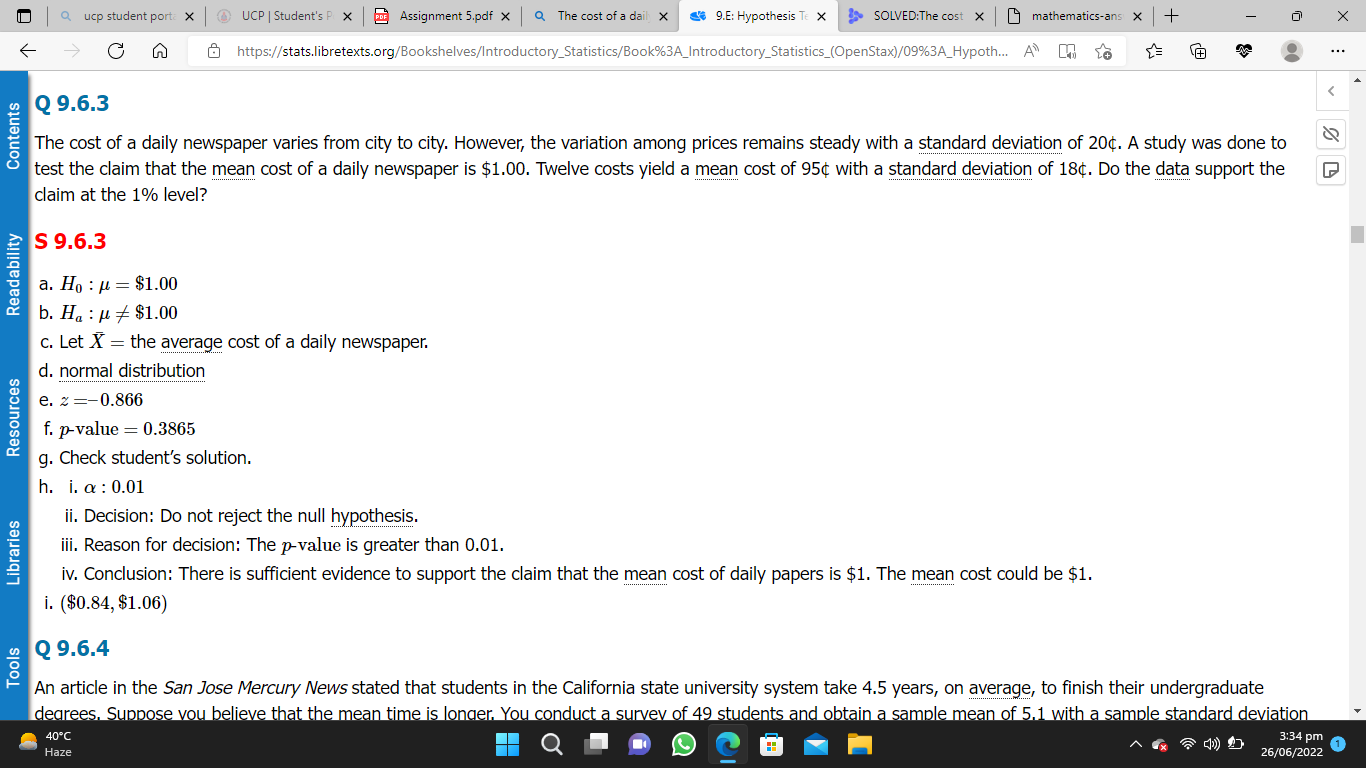 ucp student porta
UCP | Student's P
Assignment 5.pdf
The cost of a dail
9.E: Hypothesis Te
SOLVED:The cost
mathematics-ans
https://stats.libretexts.org/Bookshelves/Introductory_Statistics/Book%3A_Introductory_Statistics_(OpenStax)/09%3A_Hypoth...
Contents
Readability
Resources
Libraries
Tools
Q 9.6.3
The cost of a daily newspaper varies from city to city. However, the variation among prices remains steady with a standard deviation of 20¢. A study was done to
test the claim that the mean cost of a daily newspaper is $1.00. Twelve costs yield a mean cost of 95¢ with a standard deviation of 18¢. Do the data support the
claim at the 1% level?
S 9.6.3
a. H₀ : μ = $1.00
b. Hₐ : μ ≠ $1.00
c. Let X̄ = the average cost of a daily newspaper.
d. normal distribution
e. z =–0.866
f. p-value = 0.3865
g. Check student's solution.
h. i. α : 0.01
ii. Decision: Do not reject the null hypothesis.
iii. Reason for decision: The p-value is greater than 0.01.
iv. Conclusion: There is sufficient evidence to support the claim that the mean cost of daily papers is $1. The mean cost could be $1.
i. ($0.84, $1.06)
Q 9.6.4
An article in the San Jose Mercury News stated that students in the California state university system take 4.5 years, on average, to finish their undergraduate
degrees. Suppose you believe that the mean time is longer. You conduct a survey of 49 students and obtain a sample mean of 5.1 with a sample standard deviation
40°C
Haze
3:34 pm
26/06/2022
1